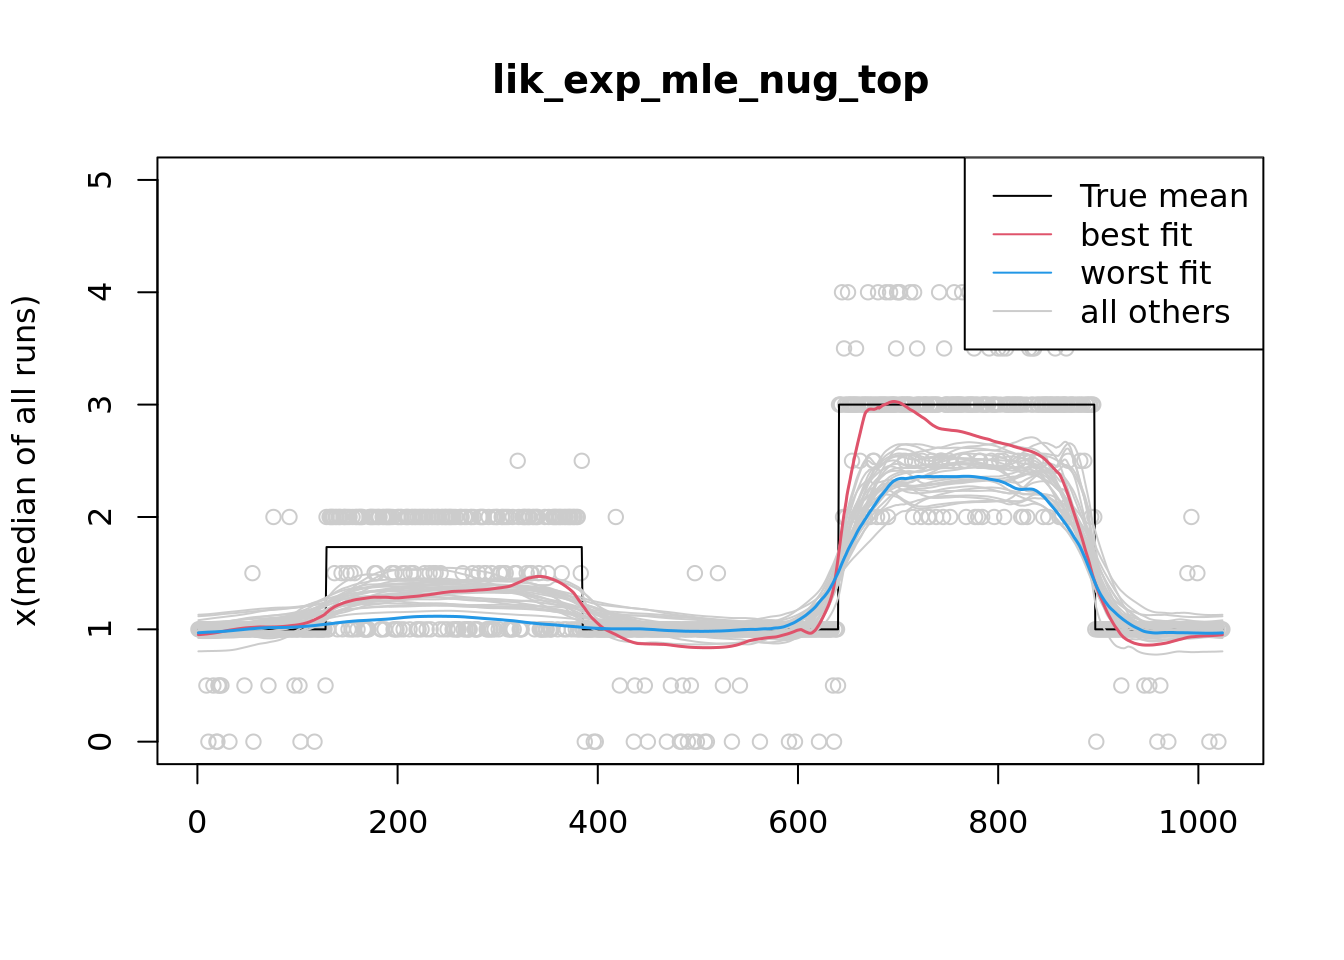 lik_exp_mle_nug_top
x(median of all runs)
5
4
3
2
1
0
True mean
best fit
worst fit
all others
0 200 400 600 800 1000